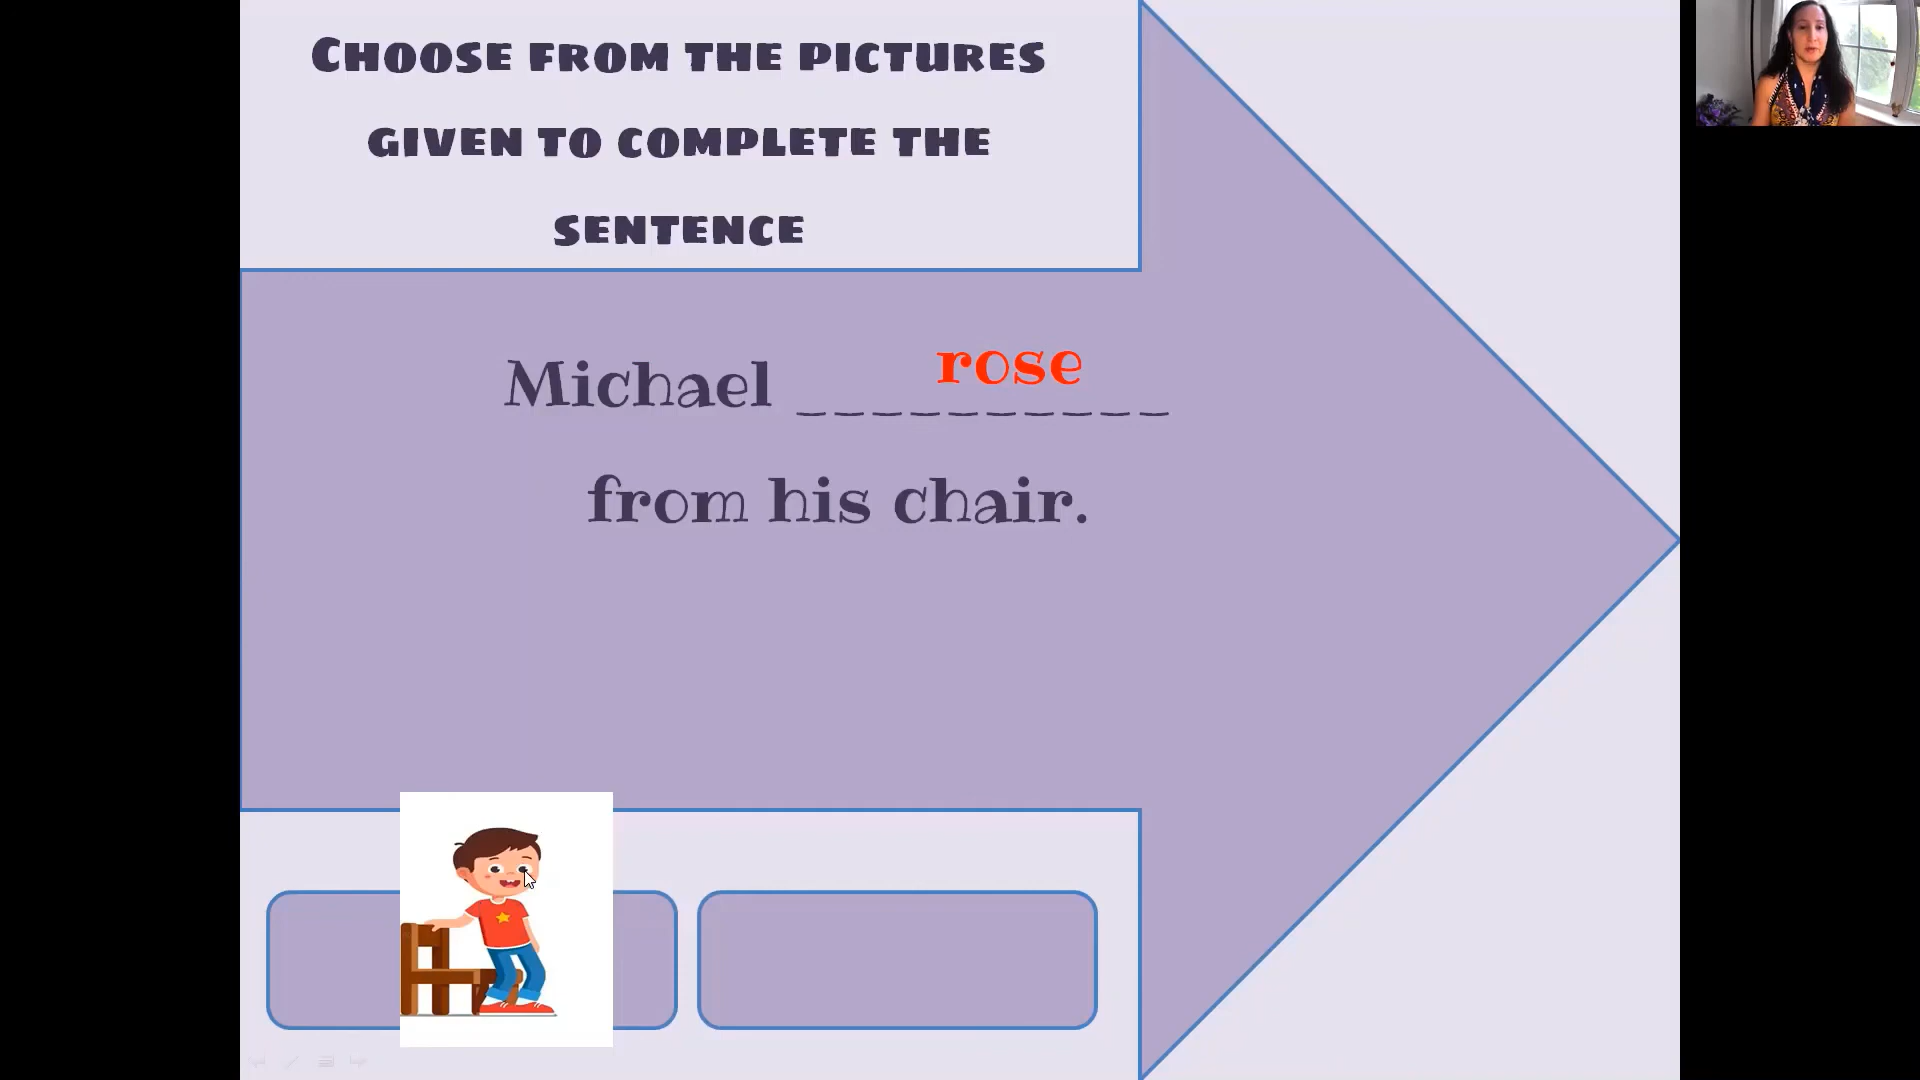 Choose from the pictures
given to complete the
sentence
rose
Michael __________
from his chair.